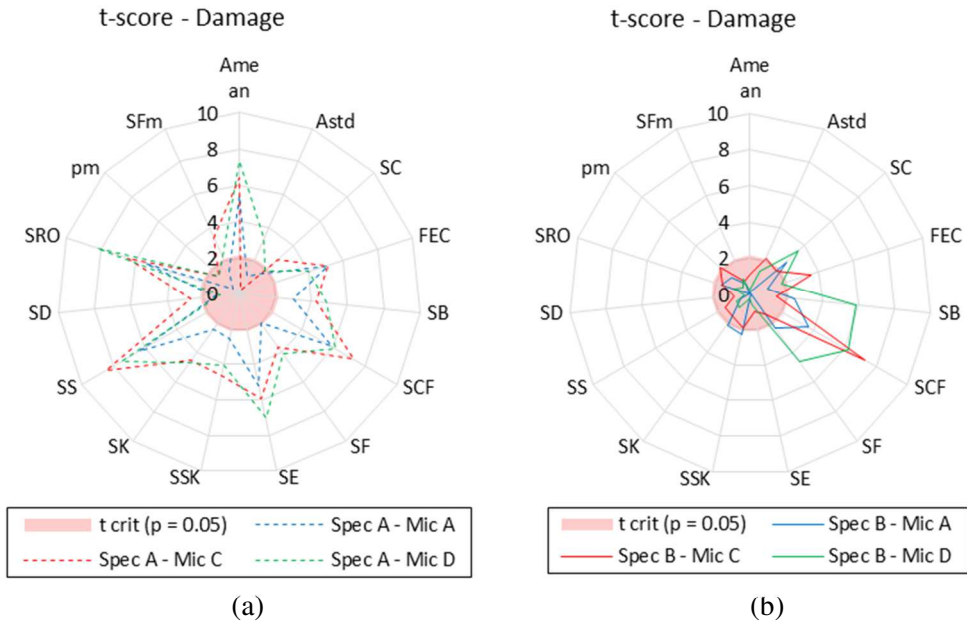 t-score - Damage
Ame
an
Astd
SC
FEC
SB
SCF
SF
SE
SSK
SK
SS
SD
SRO
pm
SFm
10
8
6
4
2
0
t crit (p = 0.05)
Spec A - Mic A
Spec A - Mic C
Spec A - Mic D
(a)
t-score - Damage
Ame
an
Astd
SC
FEC
SB
SCF
SF
SE
SSK
SK
SS
SD
SRO
pm
SFm
10
8
6
4
2
0
t crit (p = 0.05)
Spec B - Mic A
Spec B - Mic C
Spec B - Mic D
(b)